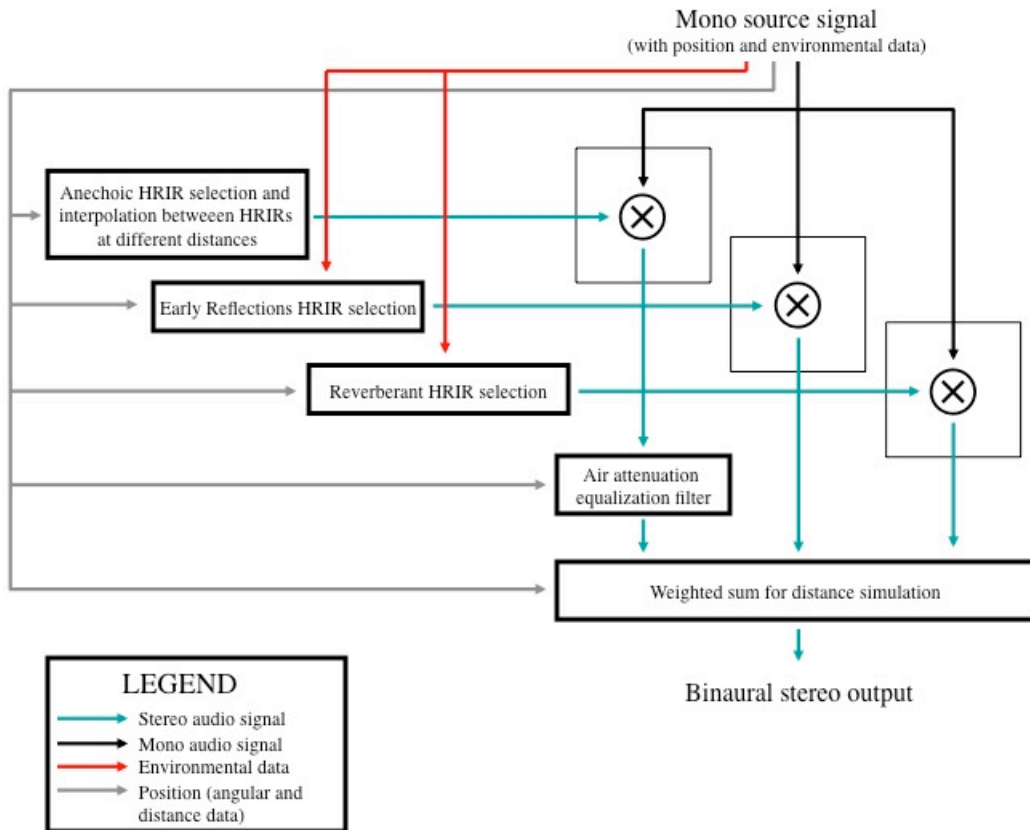 Mono source signal
(with position and environmental data)
Anechoic HRIR selection and
interpolation betweeen HRIRs
at different distances
Early Reflections HRIR selection
Reverberant HRIR selection
Air attenuation
equalization filter
Weighted sum for distance simulation
Binaural stereo output
LEGEND
Stereo audio signal
Mono audio signal
Environmental data
Position (angular and
distance data)